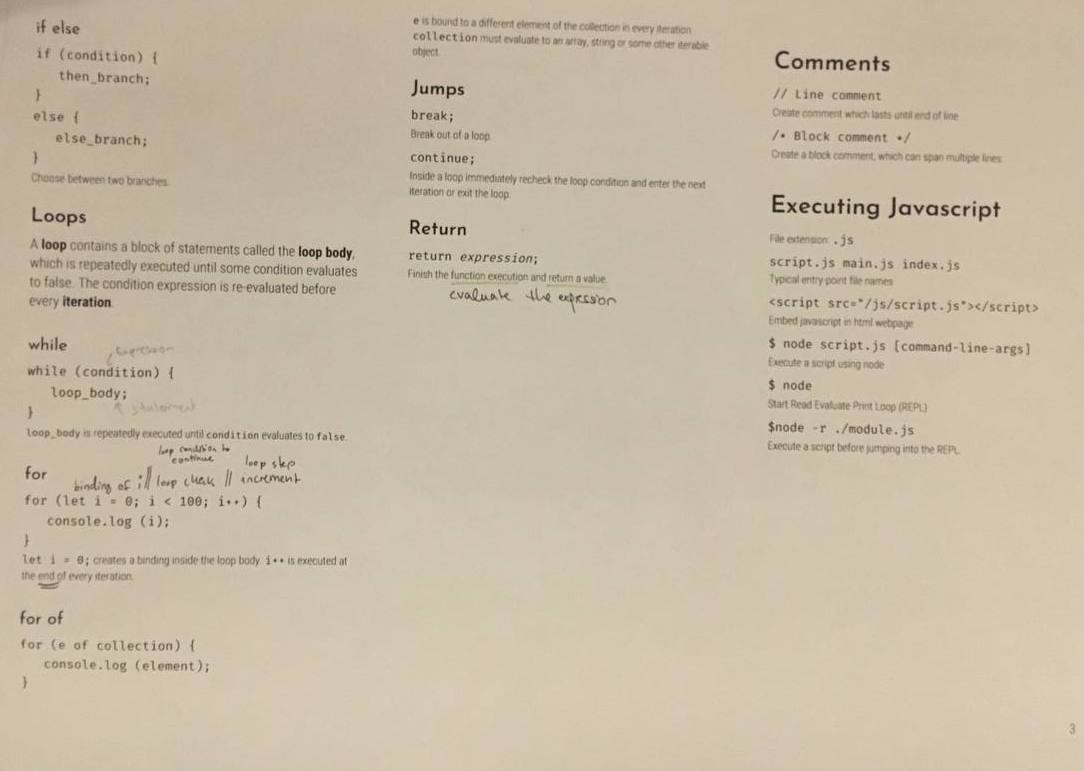 if else
if (condition) {
then_branch;
}
else {
else_branch;
}
Choose between two branches.
Loops
A loop contains a block of statements called the loop body,
which is repeatedly executed until some condition evaluates
to false. The condition expression is re-evaluated before
every iteration.
while
expression
while (condition) {
loop_body;
}
statement
loop_body is repeatedly executed until condition evaluates to false.
loop condition to
continue
loop step
for
binding of i // loop check // increment
for (let i = 0; i < 100; i++) {
console.log (i);
}
let i = 0; creates a binding inside the loop body. i++ is executed at
the end of every iteration.
for of
for (e of collection) {
console.log (element);
}
e is bound to a different element of the collection in every iteration.
collection must evaluate to an array, string or some other iterable
object.
Jumps
break;
Break out of a loop.
continue;
Inside a loop immediately recheck the loop condition and enter the next
iteration or exit the loop.
Return
return expression;
Finish the function execution and return a value.
evaluate the expression
Comments
// Line comment
Create comment which lasts until end of line
/* Block comment */
Create a block comment, which can span multiple lines.
Executing Javascript
File extension: .js
script.js main.js index.js
Typical entry point file names
<script src="/js/script.js"></script>
Embed javascript in html webpage
$ node script.js [command-line-args]
Execute a script using node
$ node
Start Read Evaluate Print Loop (REPL)
$node -r ./module.js
Execute a script before jumping into the REPL.
3